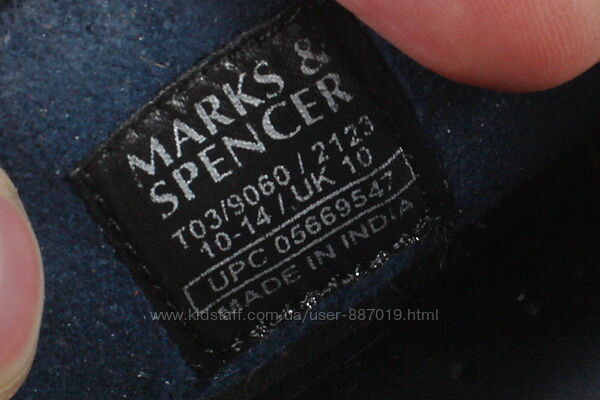 MARKS &
SPENCER
T03/9060 / 2123
10-14 / UK 10
UPC 05669547
MADE IN INDIA
www.kidstaff.com.ua/user-887019.html